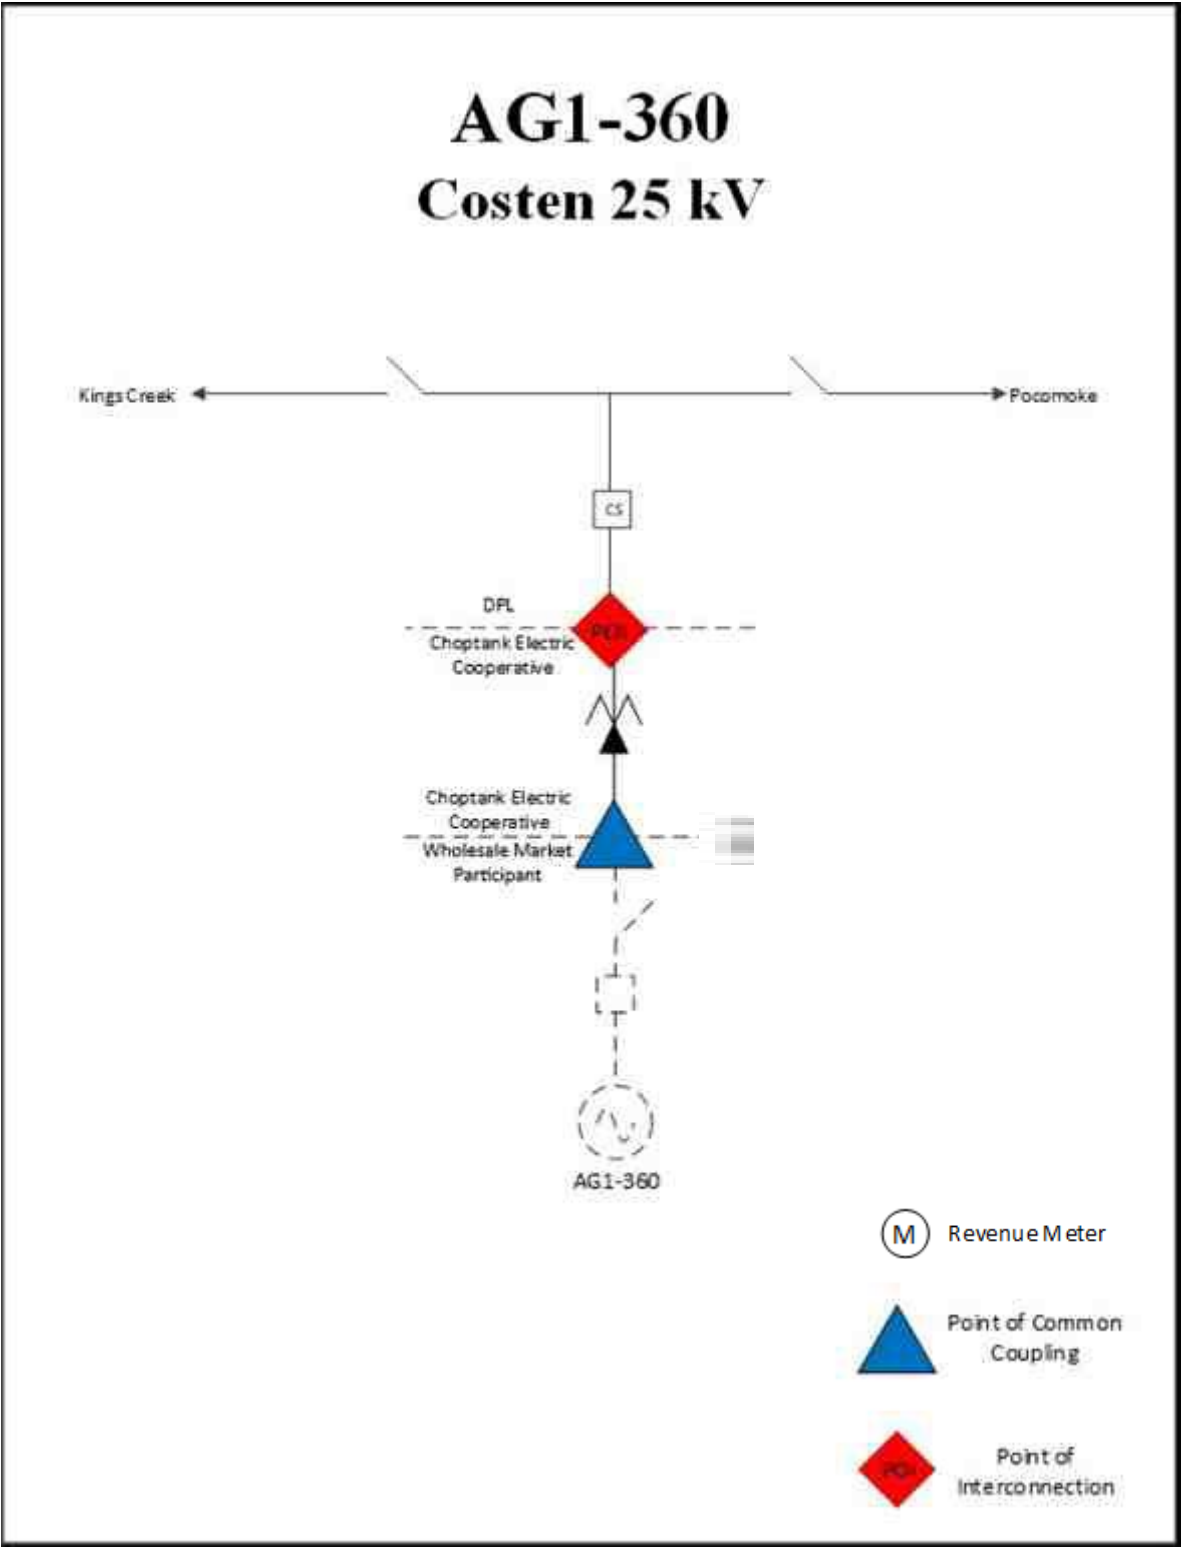 AG1-360
Costen 25 kV
Kings Creek
Pocomoke
CS
DPL
Choptank Electric
Cooperative
Choptank Electric
Cooperative
Wholesale Market
Participant
AG1-360
M
Revenue Meter
Point of Common
Coupling
POI
Point of
Interconnection